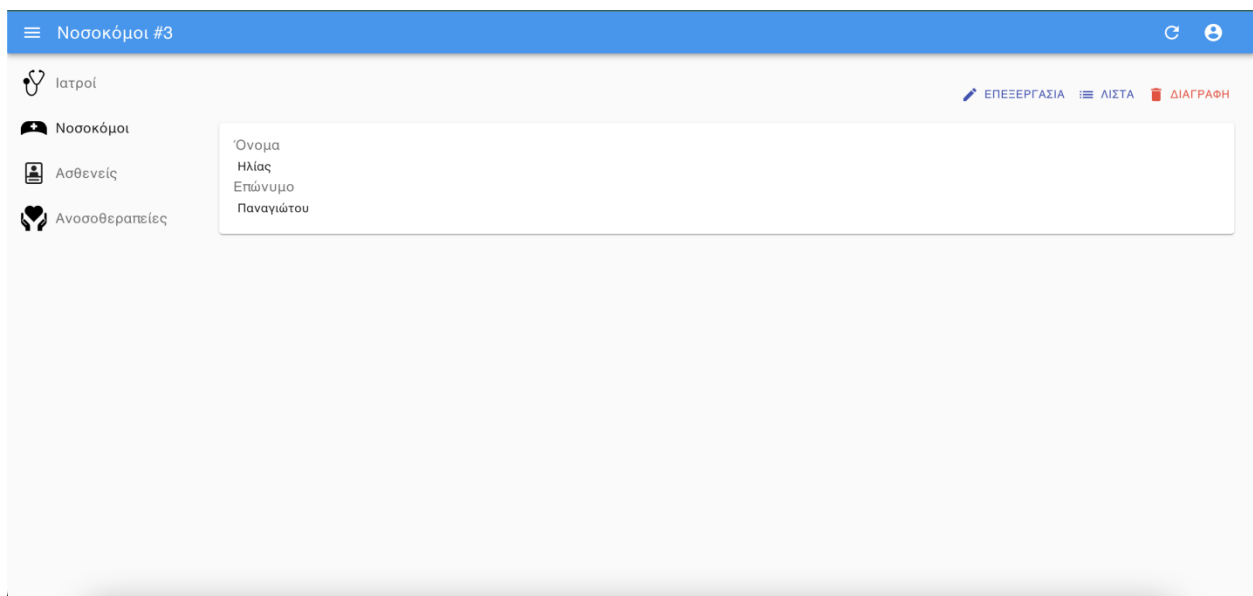 Νοσοκόμοι #3
Ιατροί
Νοσοκόμοι
Ασθενείς
Ανοσοθεραπείες
ΕΠΕΞΕΡΓΑΣΙΑ ΛΙΣΤΑ ΔΙΑΓΡΑΦΗ
Όνομα
Ηλίας
Επώνυμο
Παναγιώτου